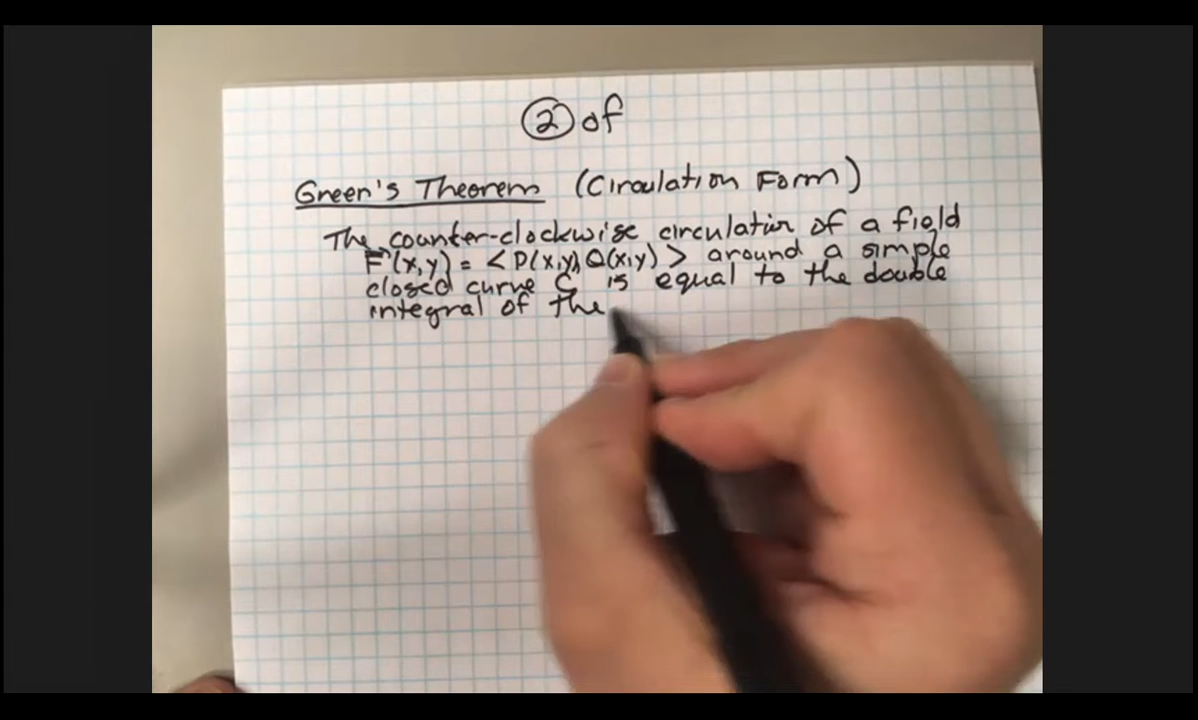 ② of
Green's Theorem (Circulation Form)
The counter-clockwise circulation of a field
F(x,y) = <P(x,y), Q(x,y)> around a simple
closed curve C is equal to the double
integral of the